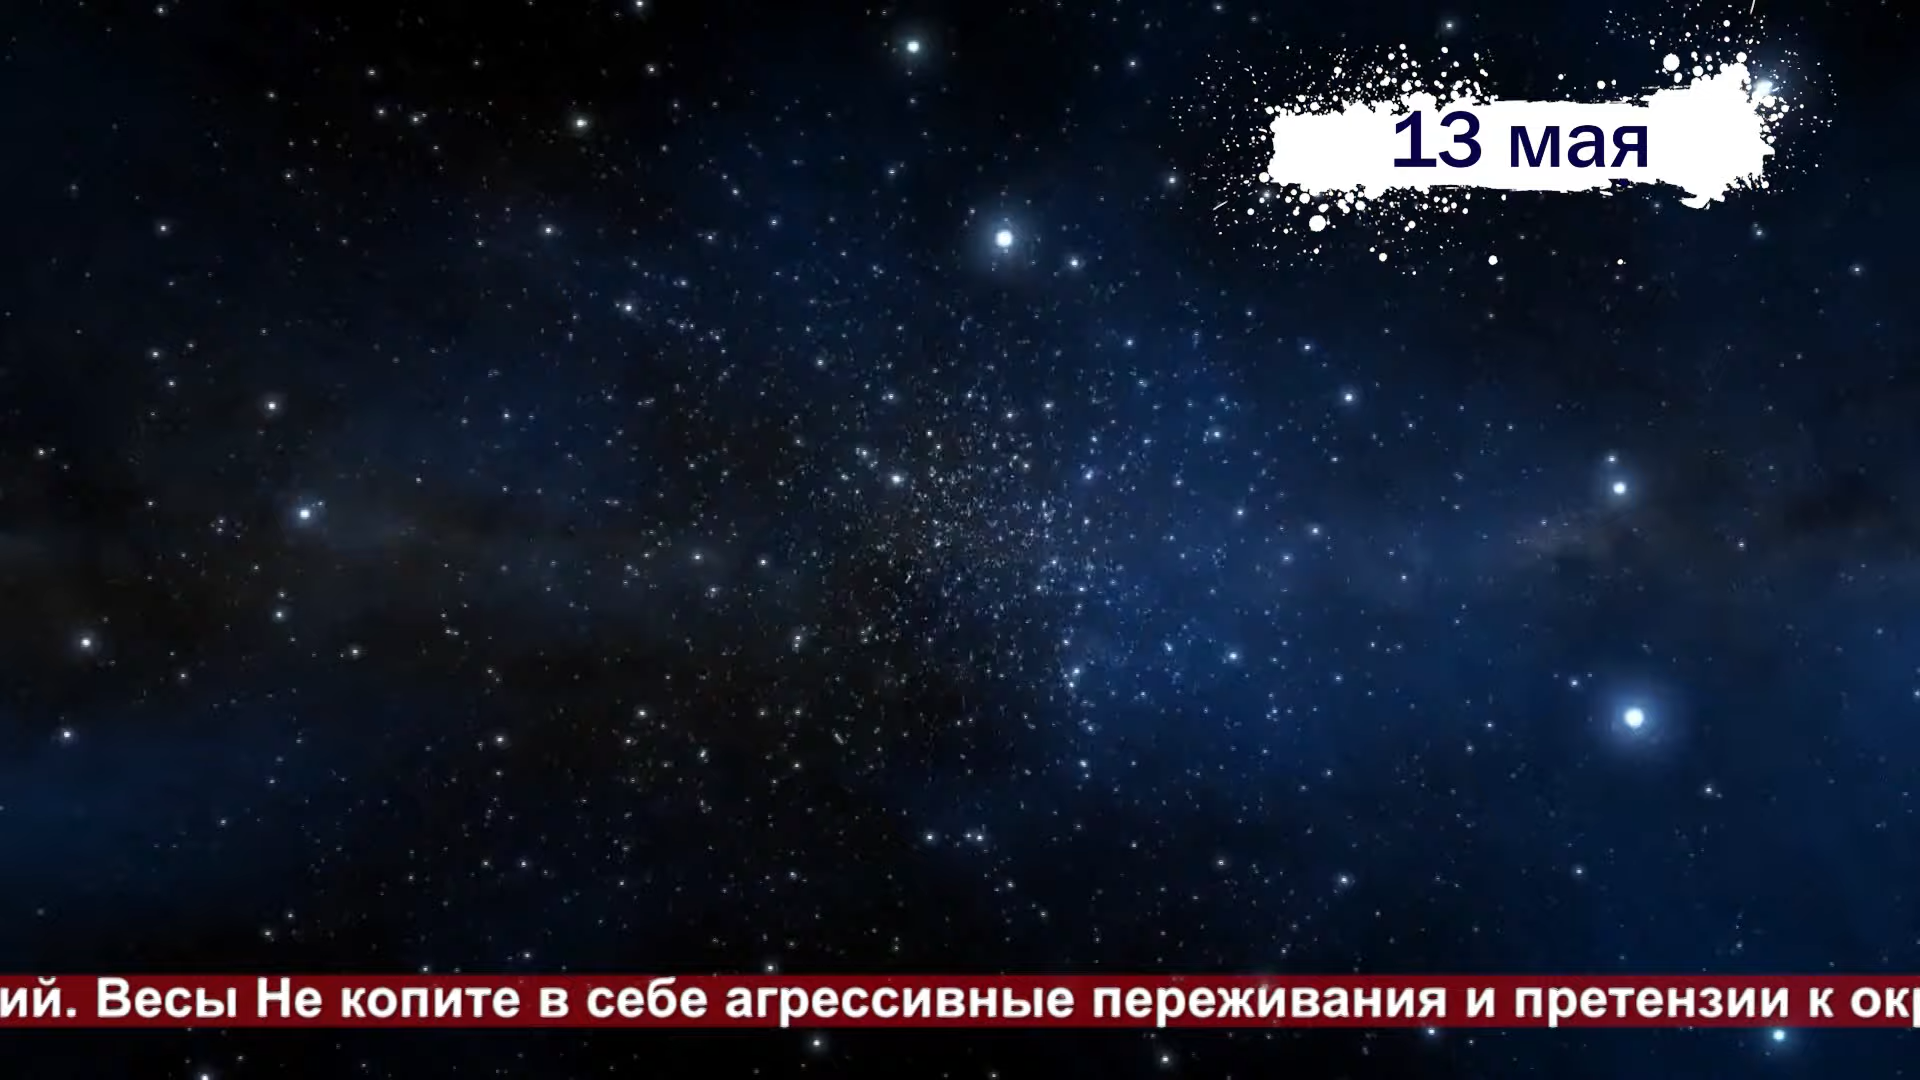 13 мая
ий. Весы Не копите в себе агрессивные переживания и претензии к окр